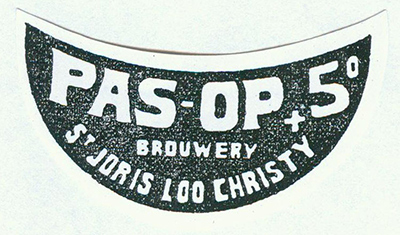 PAS-OP + 5°
BROUWERY
ST JORIS LOO CHRISTY